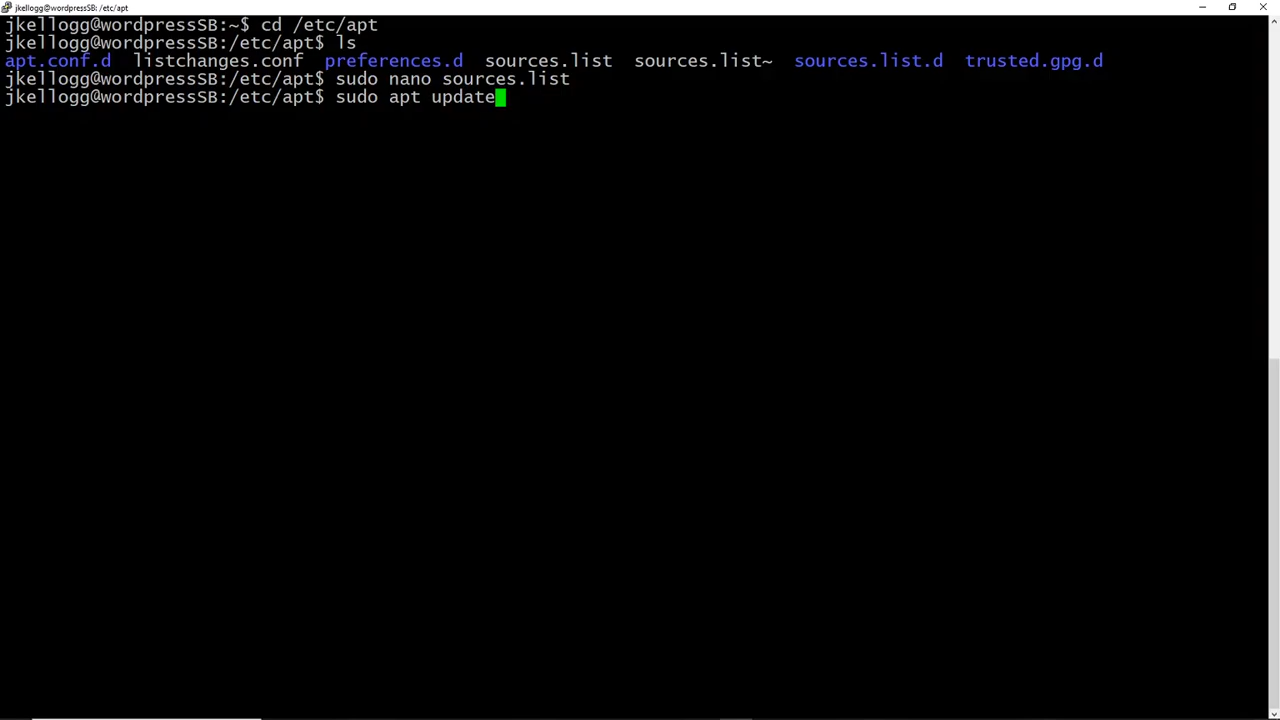 jkellogg@wordpressSB: /etc/apt
jkellogg@wordpressSB:~$ cd /etc/apt
jkellogg@wordpressSB:/etc/apt$ ls
apt.conf.d  listchanges.conf  preferences.d  sources.list  sources.list~  sources.list.d  trusted.gpg.d
jkellogg@wordpressSB:/etc/apt$ sudo nano sources.list
jkellogg@wordpressSB:/etc/apt$ sudo apt update